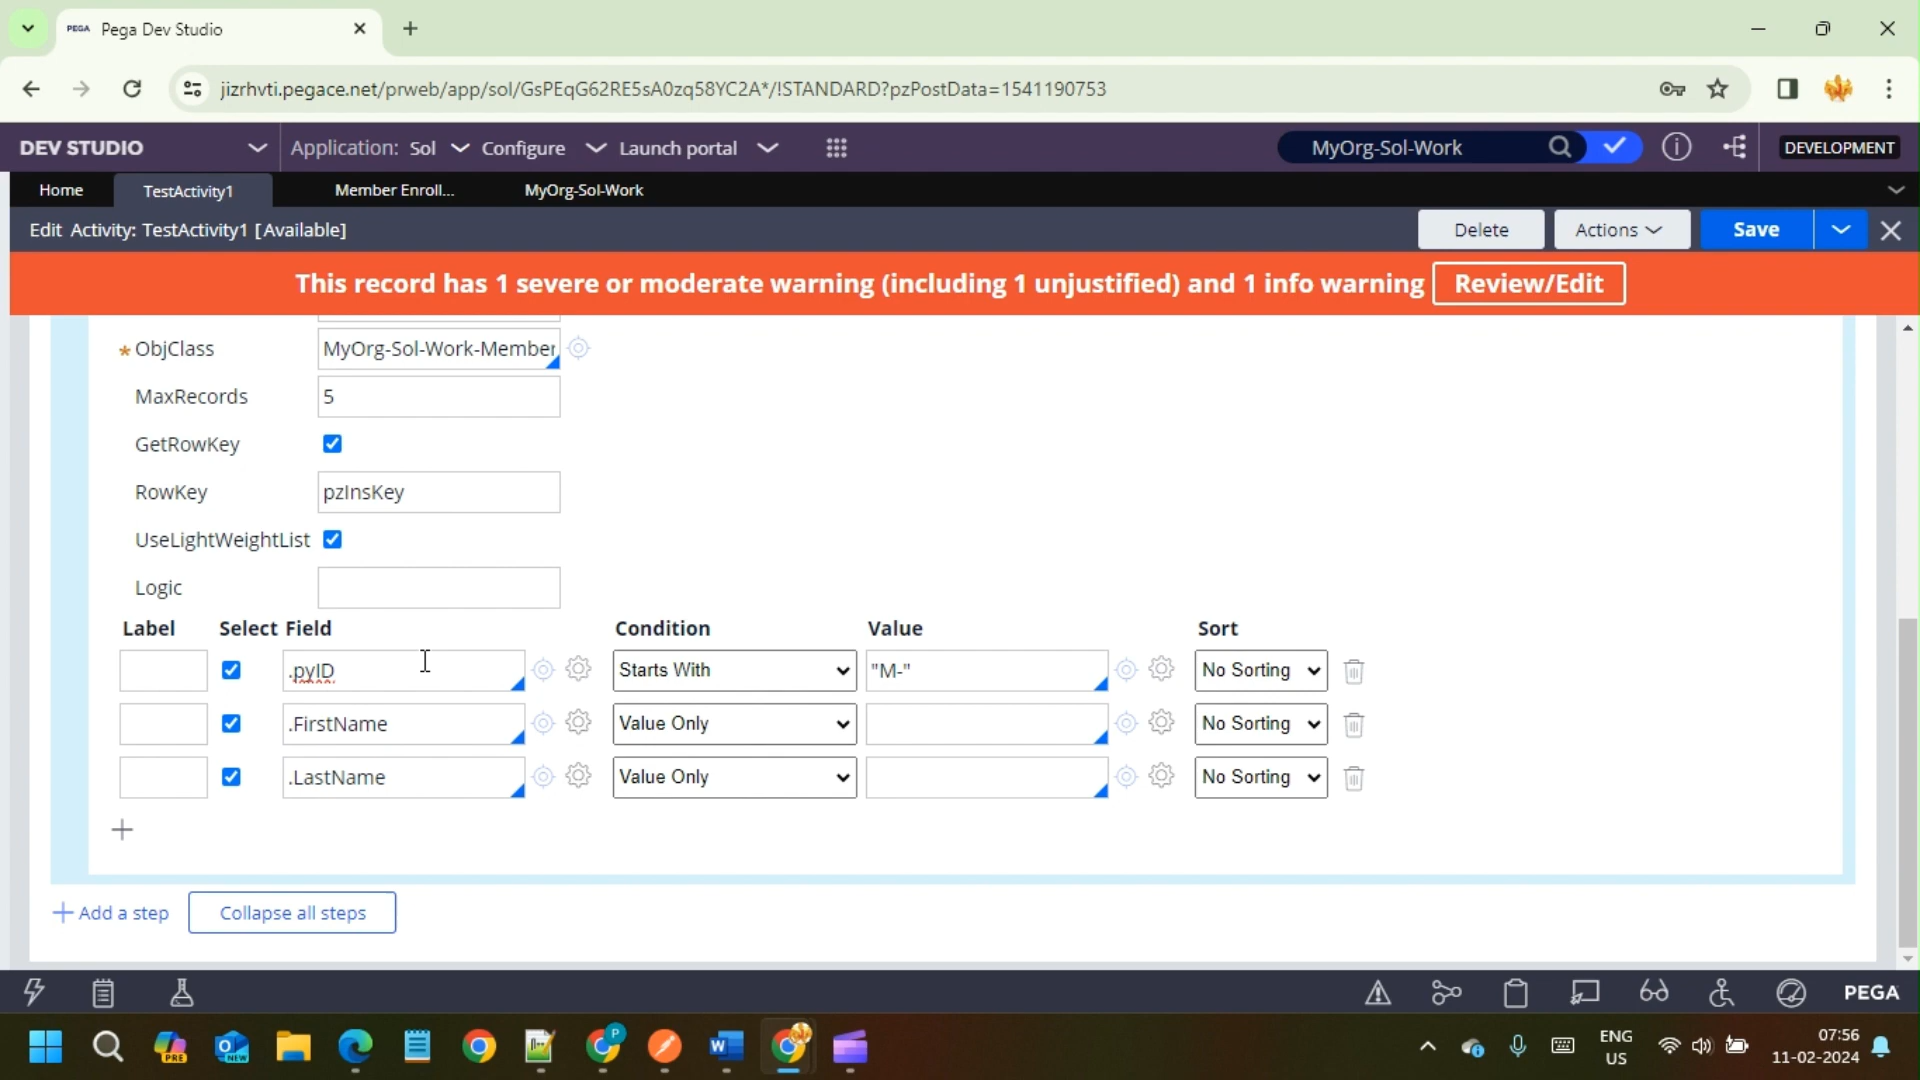 PEGA Pega Dev Studio
jizrhvti.pegace.net/prweb/app/sol/GsPEqG62RE5sA0zq58YC2A*/!STANDARD?pzPostData=1541190753
DEV STUDIO Application: Sol Configure Launch portal MyOrg-Sol-Work DEVELOPMENT
Home TestActivity1 Member Enroll... MyOrg-Sol-Work
Edit Activity: TestActivity1 [Available] Delete Actions Save
This record has 1 severe or moderate warning (including 1 unjustified) and 1 info warning Review/Edit
* ObjClass MyOrg-Sol-Work-Member
MaxRecords 5
GetRowKey
RowKey pzInsKey
UseLightWeightList
Logic
Label Select Field Condition Value Sort
.pyID Starts With "M-" No Sorting
.FirstName Value Only No Sorting
.LastName Value Only No Sorting
+ Add a step Collapse all steps
PEGA
PRE NEW P ENG 07:56
US 11-02-2024